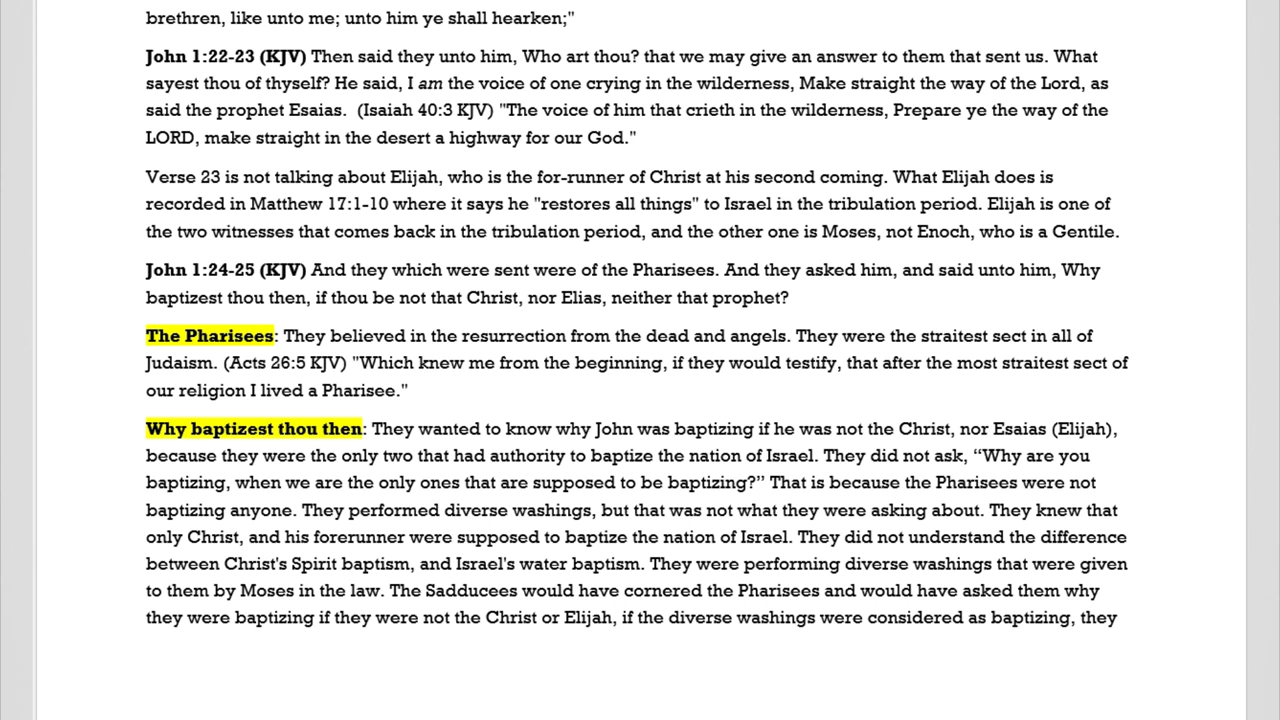 brethren, like unto me; unto him ye shall hearken;"
John 1:22-23 (KJV) Then said they unto him, Who art thou? that we may give an answer to them that sent us. What
sayest thou of thyself? He said, I am the voice of one crying in the wilderness, Make straight the way of the Lord, as
said the prophet Esaias.  (Isaiah 40:3 KJV) "The voice of him that crieth in the wilderness, Prepare ye the way of the
LORD, make straight in the desert a highway for our God."
Verse 23 is not talking about Elijah, who is the for-runner of Christ at his second coming. What Elijah does is
recorded in Matthew 17:1-10 where it says he "restores all things" to Israel in the tribulation period. Elijah is one of
the two witnesses that comes back in the tribulation period, and the other one is Moses, not Enoch, who is a Gentile.
John 1:24-25 (KJV) And they which were sent were of the Pharisees. And they asked him, and said unto him, Why
baptizest thou then, if thou be not that Christ, nor Elias, neither that prophet?
The Pharisees: They believed in the resurrection from the dead and angels. They were the straitest sect in all of
Judaism. (Acts 26:5 KJV) "Which knew me from the beginning, if they would testify, that after the most straitest sect of
our religion I lived a Pharisee."
Why baptizest thou then: They wanted to know why John was baptizing if he was not the Christ, nor Esaias (Elijah),
because they were the only two that had authority to baptize the nation of Israel. They did not ask, “Why are you
baptizing, when we are the only ones that are supposed to be baptizing?” That is because the Pharisees were not
baptizing anyone. They performed diverse washings, but that was not what they were asking about. They knew that
only Christ, and his forerunner were supposed to baptize the nation of Israel. They did not understand the difference
between Christ's Spirit baptism, and Israel's water baptism. They were performing diverse washings that were given
to them by Moses in the law. The Sadducees would have cornered the Pharisees and would have asked them why
they were baptizing if they were not the Christ or Elijah, if the diverse washings were considered as baptizing, they